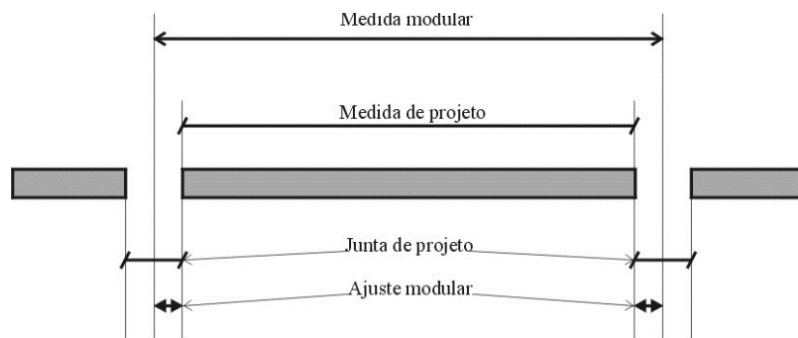 Medida modular
Medida de projeto
Junta de projeto
Ajuste modular